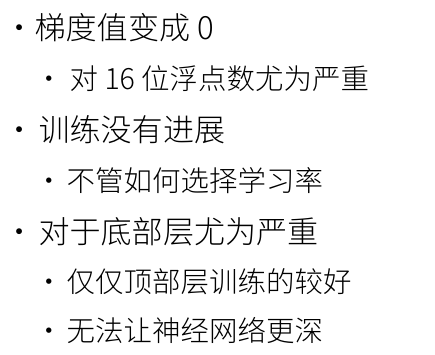 • 梯度值变成 0
• 对 16 位浮点数尤为严重
• 训练没有进展
• 不管如何选择学习率
• 对于底部层尤为严重
• 仅仅顶部层训练的较好
• 无法让神经网络更深